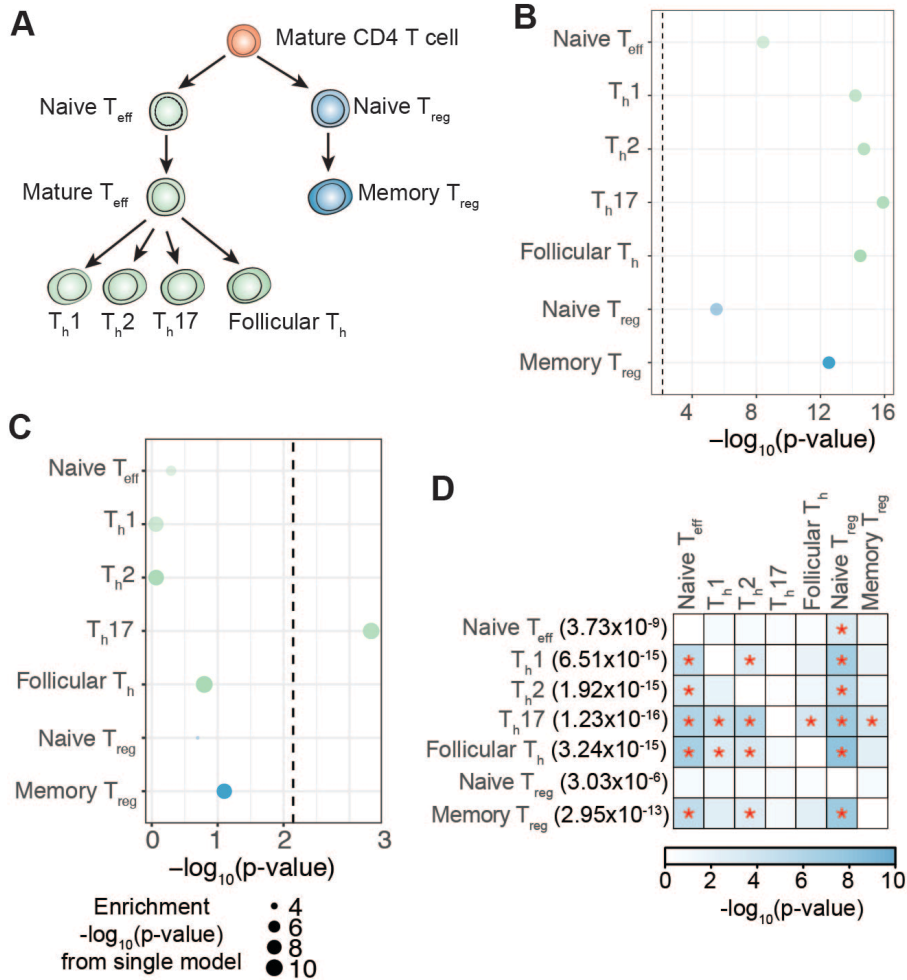 A
Mature CD4 T cell
Naive Teff
Naive Treg
Mature Teff
Memory Treg
Th1
Th2
Th17
Follicular Th
B
Naive Teff
Th1
Th2
Th17
Follicular Th
Naive Treg
Memory Treg
4 8 12 16
−log10(p-value)
C
Naive Teff
Th1
Th2
Th17
Follicular Th
Naive Treg
Memory Treg
0 1 2 3
−log10(p-value)
Enrichment
-log10(p-value)
from single model
4
6
8
10
D
Naive Teff
Th1
Th2
Th17
Follicular Th
Naive Treg
Memory Treg
Naive Teff (3.73x10-9) *
Th1 (6.51x10-15) * * *
Th2 (1.92x10-15) * *
Th17 (1.23x10-16) * * * * * *
Follicular Th (3.24x10-15) * * * *
Naive Treg (3.03x10-6)
Memory Treg (2.95x10-13) * * *
0 2 4 6 8 10
-log10(p-value)